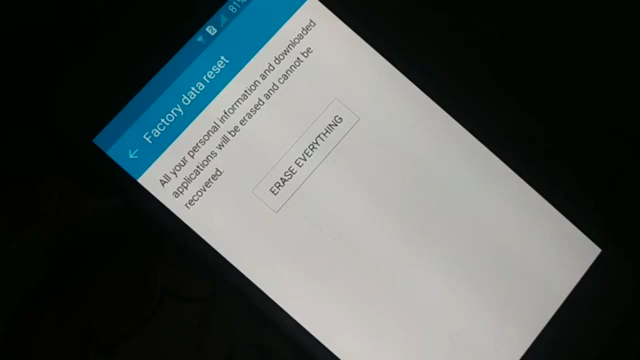 81%
Factory data reset
All your personal information and downloaded
applications will be erased and cannot be
recovered.
ERASE EVERYTHING